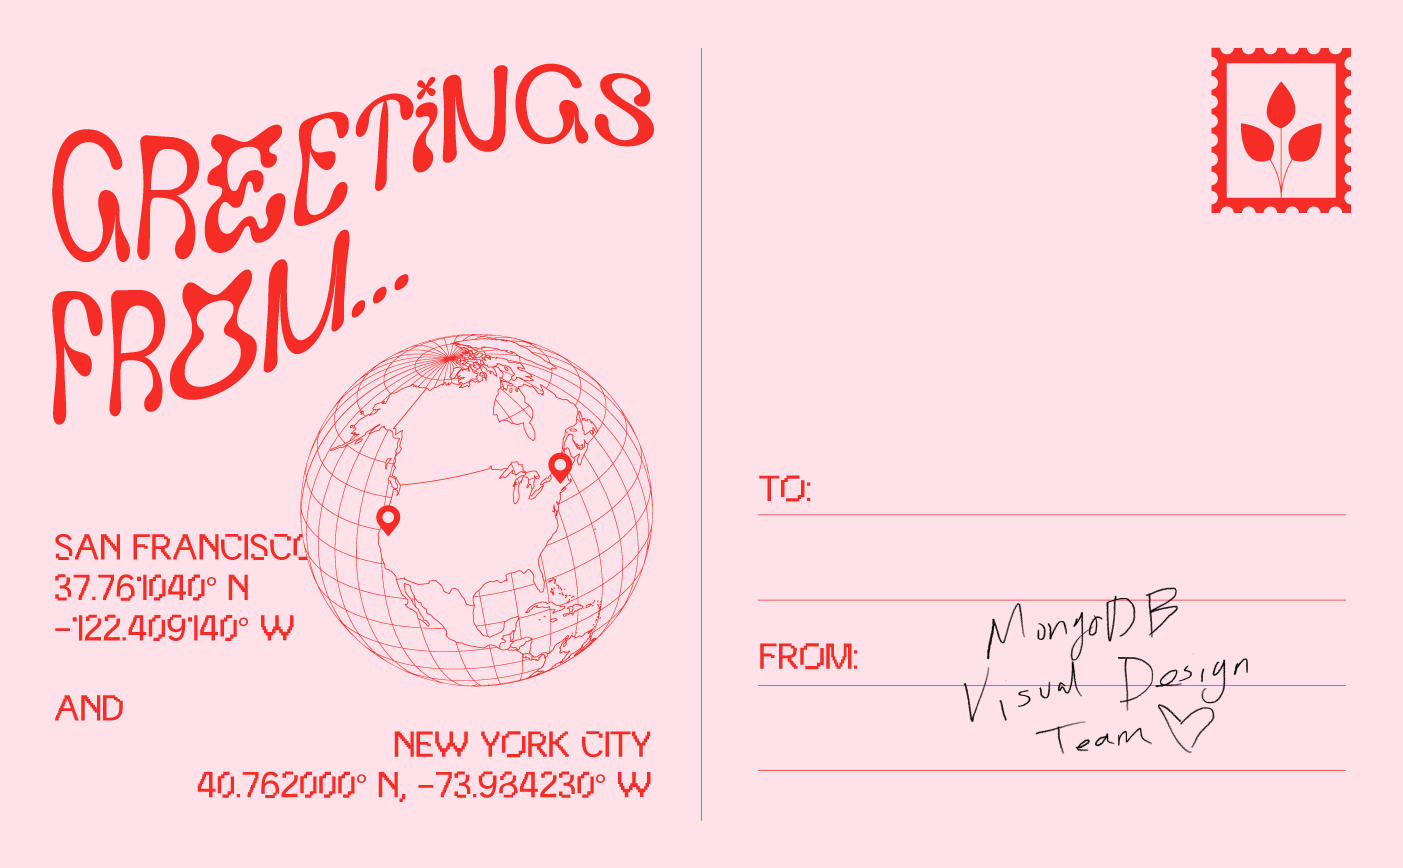 GREETiNGS
FROM...
SAN FRANCISCO
37.761040° N
-122.409140° W
AND
NEW YORK CITY
40.762000° N, -73.984230° W
TO:
FROM:
MongoDB
Visual Design
Team ♡